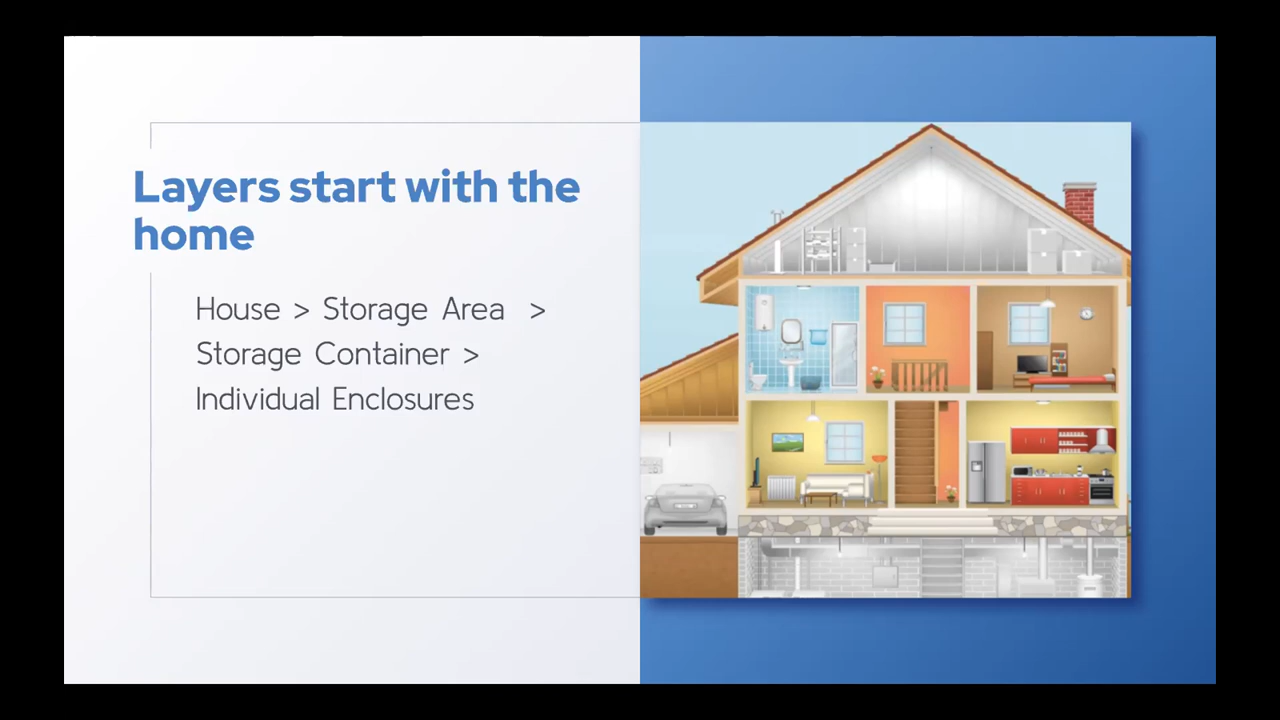 Layers start with the
home
House > Storage Area >
Storage Container >
Individual Enclosures